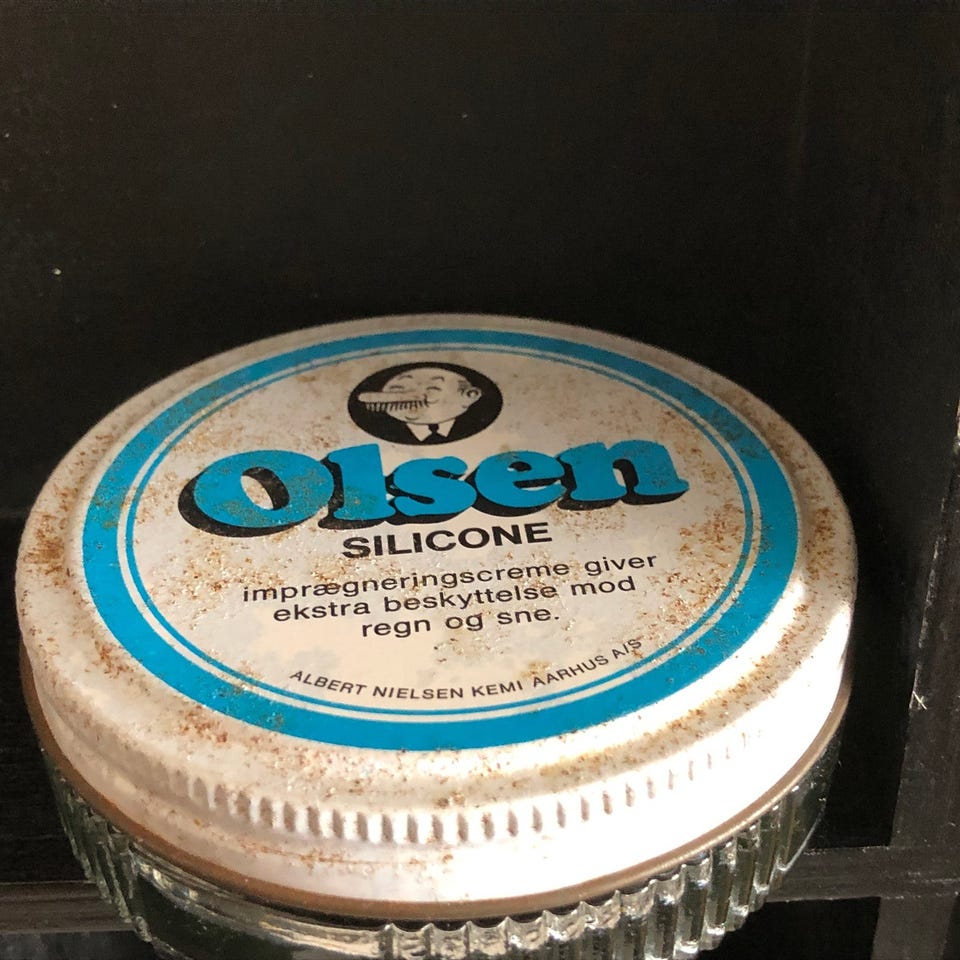 Olsen
SILICONE
imprægneringscreme giver
ekstra beskyttelse mod
regn og sne.
ALBERT NIELSEN KEMI AARHUS A/S